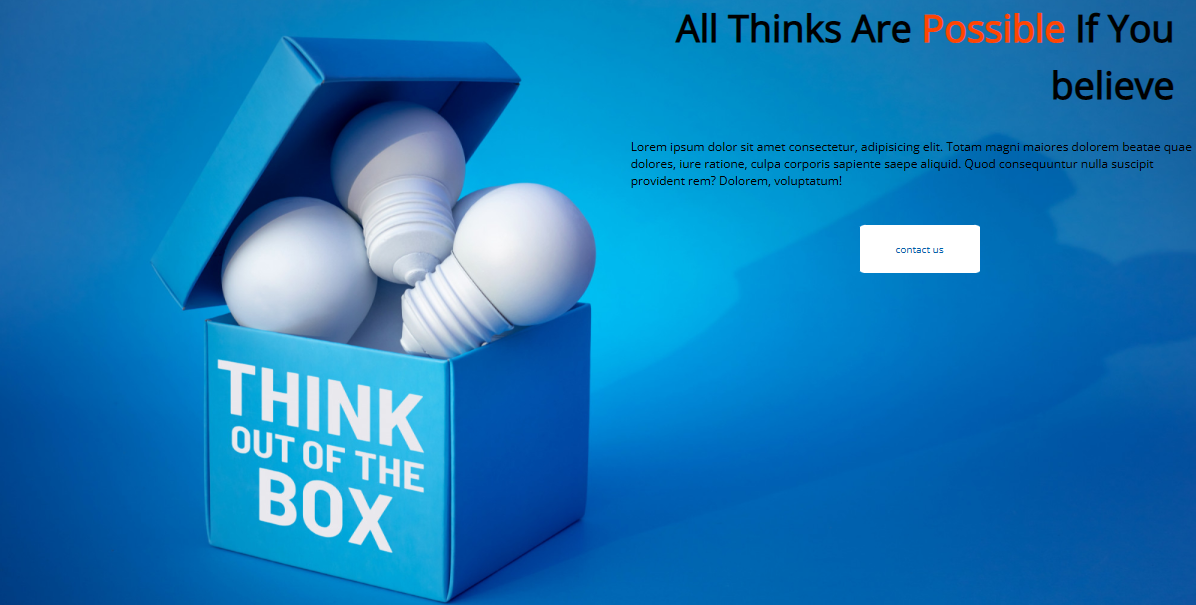 All Thinks Are Possible If You
believe
Lorem ipsum dolor sit amet consectetur, adipisicing elit. Totam magni maiores dolorem beatae quae
dolores, iure ratione, culpa corporis sapiente saepe aliquid. Quod consequuntur nulla suscipit
provident rem? Dolorem, voluptatum!
contact us
THINK
OUT OF THE
BOX